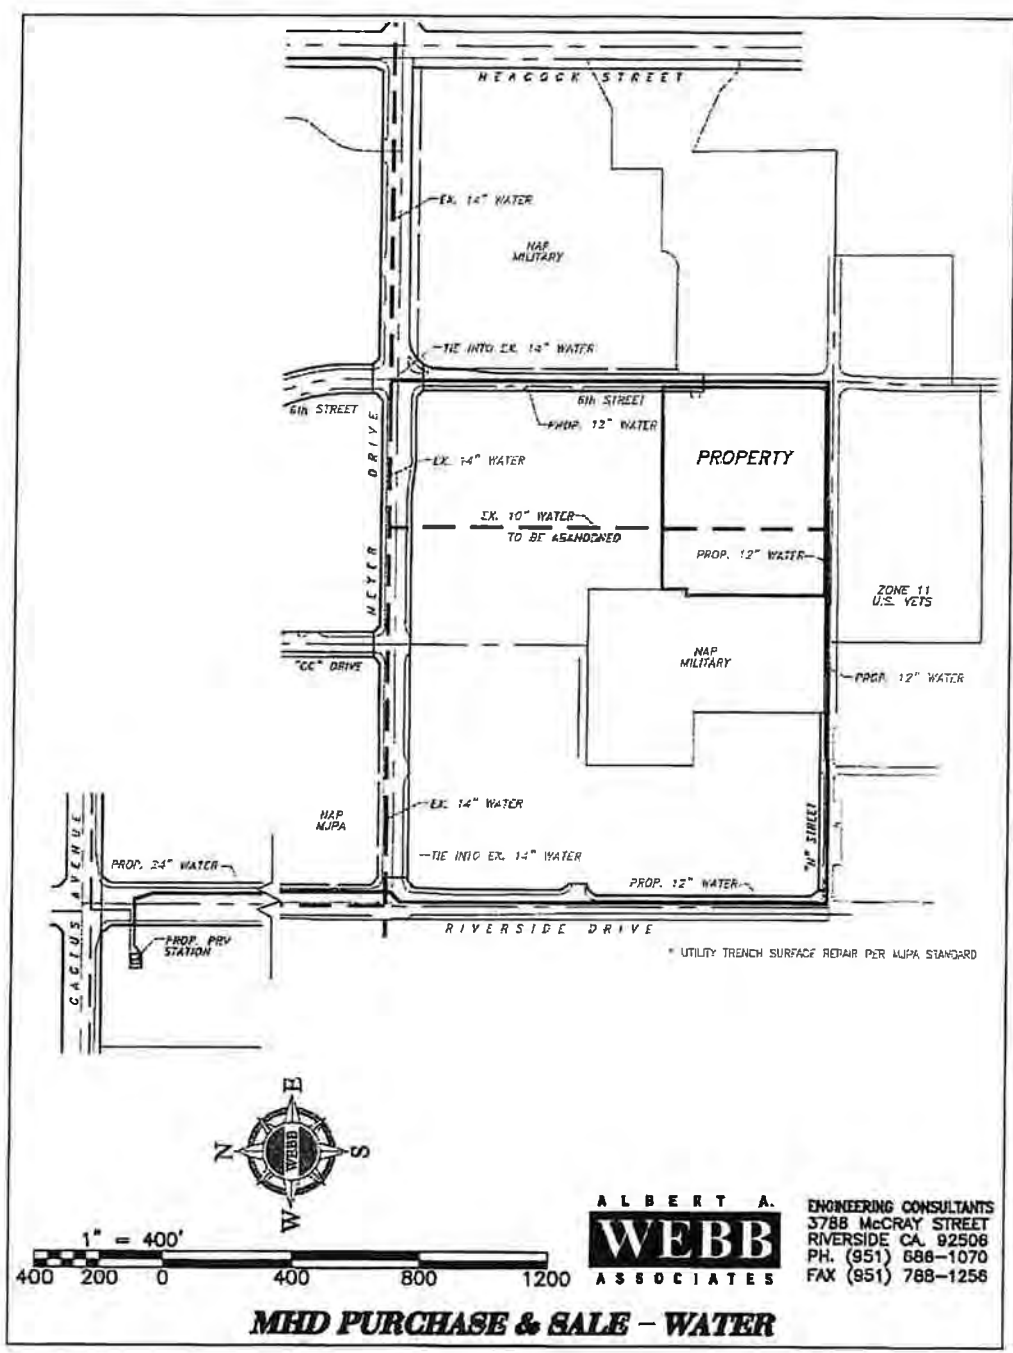 HEACOCK STREET
EX. 14" WATER
NAP
MILITARY
TIE INTO EX. 14" WATER
6th STREET
6th STREET
PROP. 12" WATER
HEYER DRIVE
EX. 14" WATER
PROPERTY
EX. 10" WATER
TO BE ABANDONED
PROP. 12" WATER
ZONE 11
U.S. VETS
NAP
MILITARY
"CC" DRIVE
PROP. 12" WATER
EX. 14" WATER
NAP
MJPA
"N" STREET
TIE INTO EX. 14" WATER
PROP. 24" WATER
PROP. 12" WATER
CACTUS AVENUE
RIVERSIDE DRIVE
PROP. PRV
STATION
* UTILITY TRENCH SURFACE REPAIR PER MJPA STANDARD
E
N
S
W
WEBB
1" = 400'
400 200 0 400 800 1200
ALBERT A.
WEBB
ASSOCIATES
ENGINEERING CONSULTANTS
3788 McCRAY STREET
RIVERSIDE CA. 92506
PH. (951) 686-1070
FAX (951) 788-1256
MHD PURCHASE & SALE - WATER